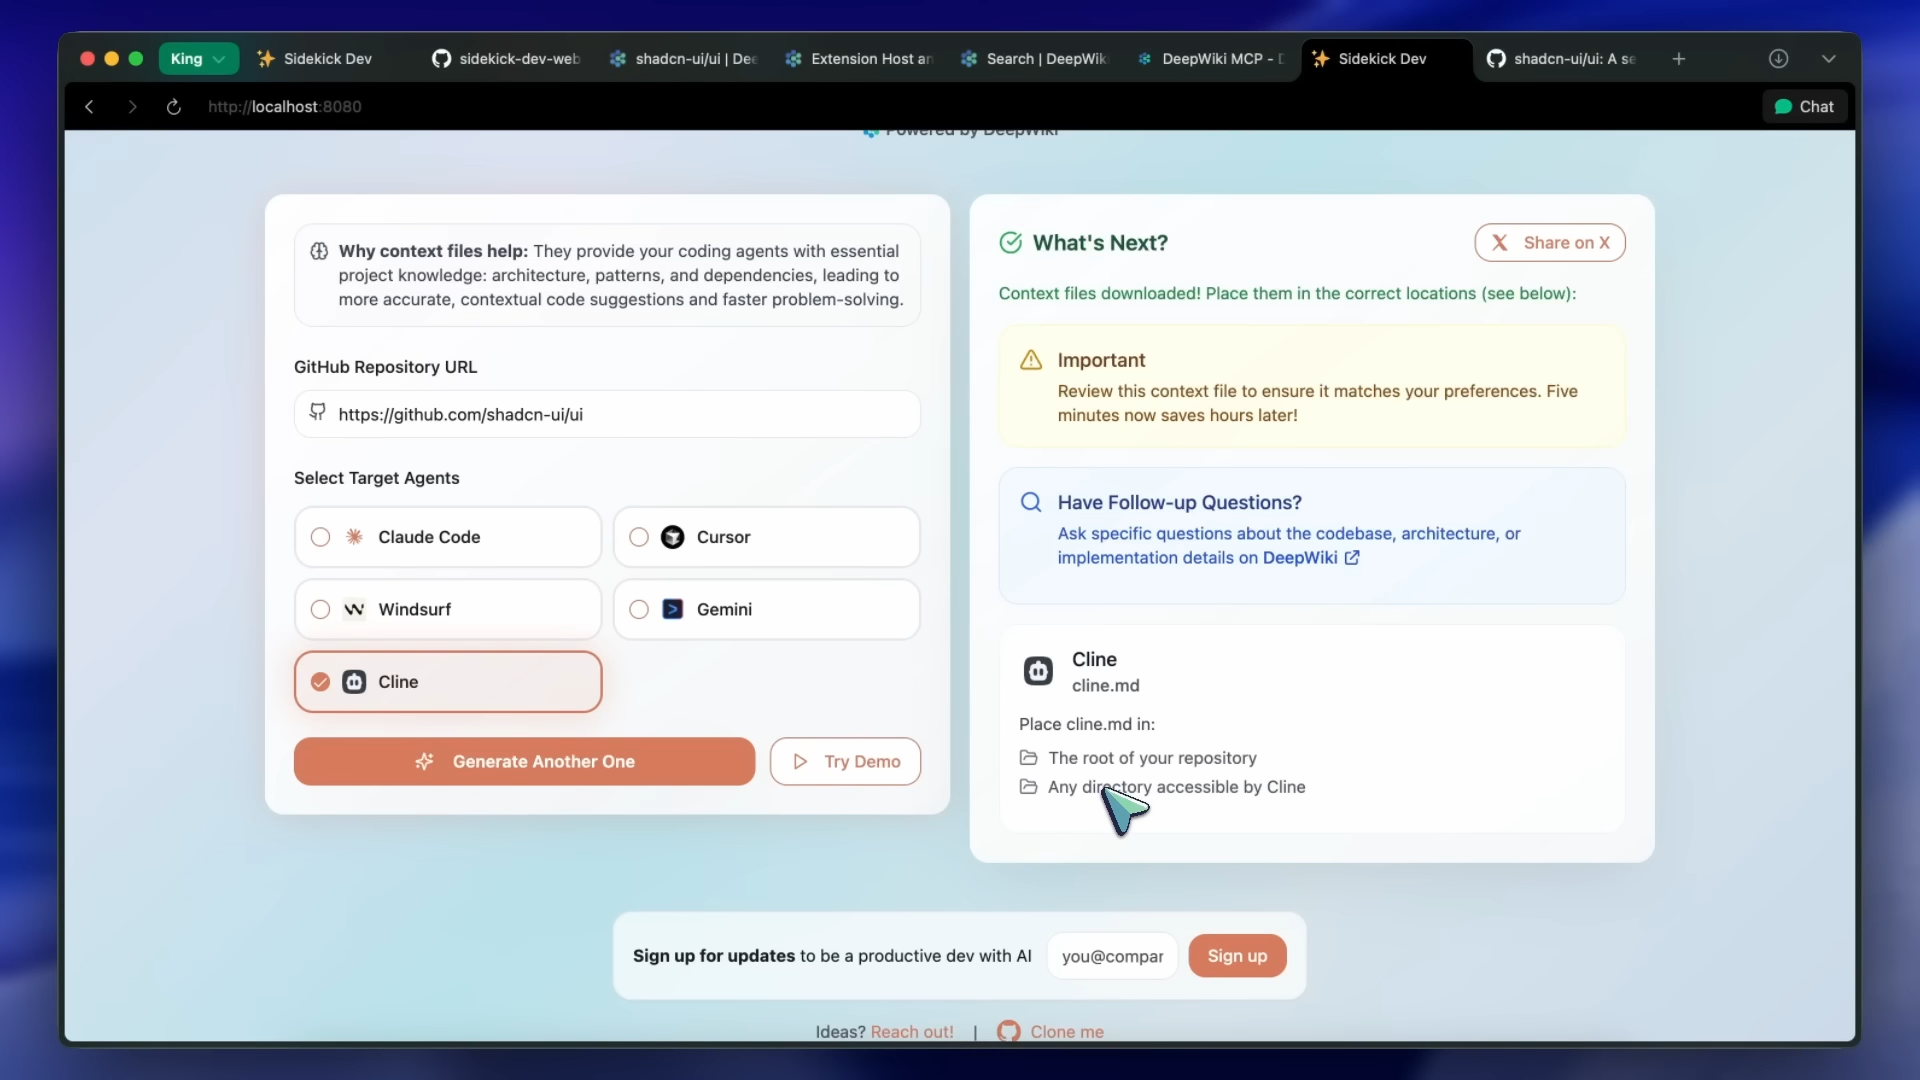 King
Sidekick Dev
sidekick-dev-web
shadcn-ui/ui | Dee
Extension Host an
Search | DeepWiki
DeepWiki MCP - D
Sidekick Dev
shadcn-ui/ui: A se
http://localhost:8080
Chat
Powered by DeepWiki
Why context files help: They provide your coding agents with essential
project knowledge: architecture, patterns, and dependencies, leading to
more accurate, contextual code suggestions and faster problem-solving.
GitHub Repository URL
https://github.com/shadcn-ui/ui
Select Target Agents
Claude Code
Cursor
Windsurf
Gemini
Cline
Generate Another One
Try Demo
What's Next?
Share on X
Context files downloaded! Place them in the correct locations (see below):
Important
Review this context file to ensure it matches your preferences. Five
minutes now saves hours later!
Have Follow-up Questions?
Ask specific questions about the codebase, architecture, or
implementation details on DeepWiki
Cline
cline.md
Place cline.md in:
The root of your repository
Any directory accessible by Cline
Sign up for updates to be a productive dev with AI
you@compar
Sign up
Ideas? Reach out! | Clone me